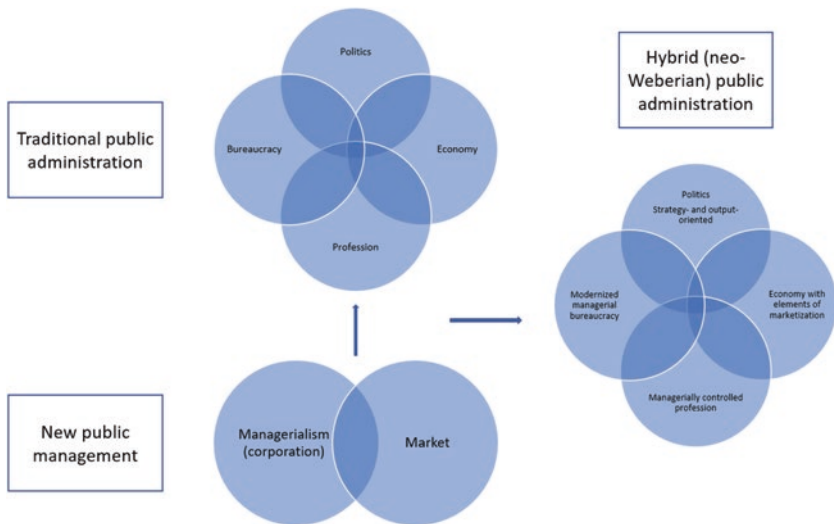 Politics
Hybrid (neo-
Weberian) public
administration
Traditional public
administration
Bureaucracy
Economy
Profession
Politics
Strategy- and output-
oriented
Modernized
managerial
bureaucracy
Economy with
elements of
marketization
Managerially controlled
profession
New public
management
Managerialism
(corporation)
Market